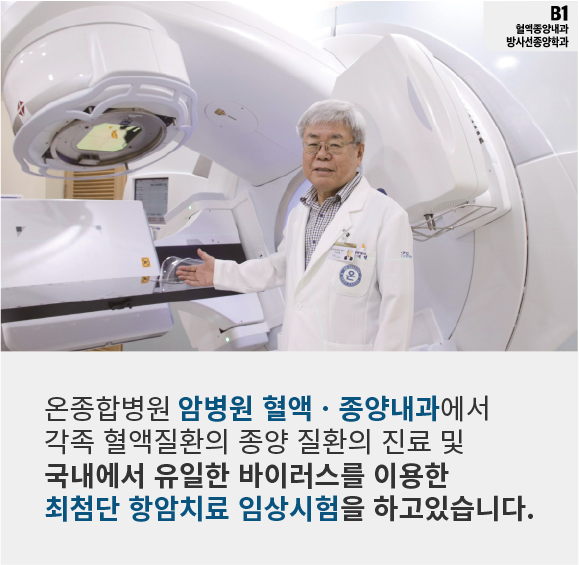 B1
혈액종양내과
방사선종양학과
온
온종합병원 암병원 혈액 · 종양내과에서
각족 혈액질환의 종양 질환의 진료 및
국내에서 유일한 바이러스를 이용한
최첨단 항암치료 임상시험을 하고있습니다.